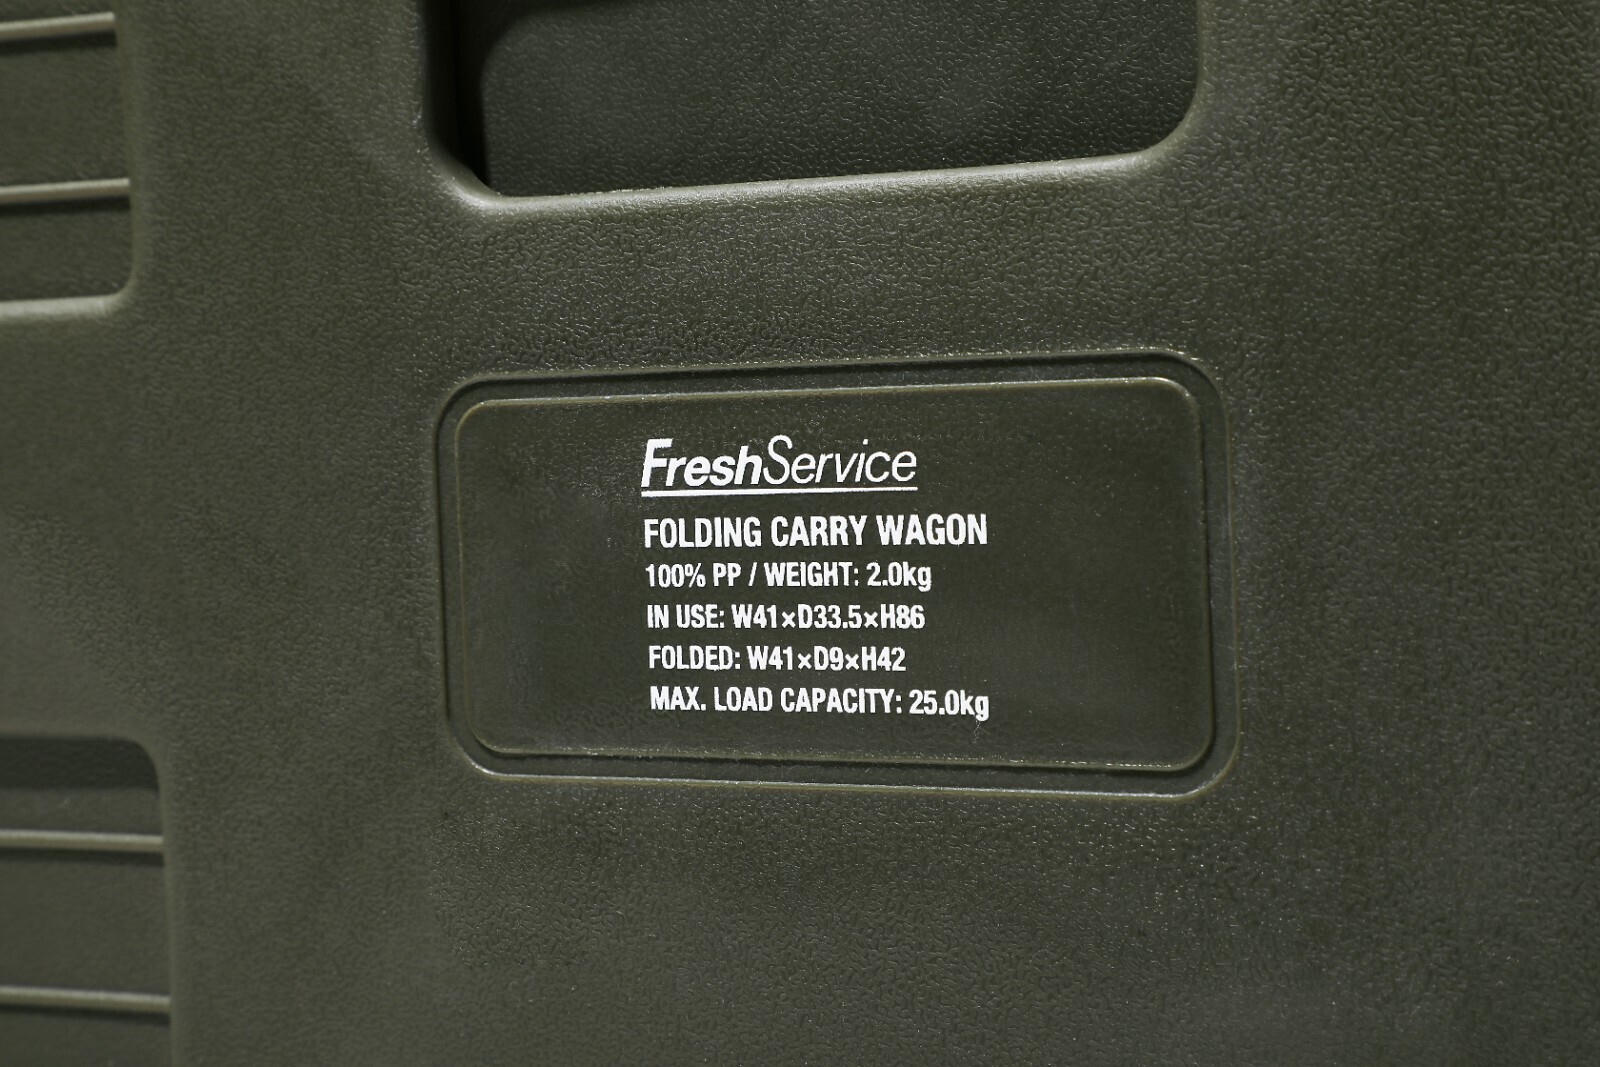 FreshService
FOLDING CARRY WAGON
100% PP / WEIGHT: 2.0kg
IN USE: W41×D33.5×H86
FOLDED: W41×D9×H42
MAX. LOAD CAPACITY: 25.0kg